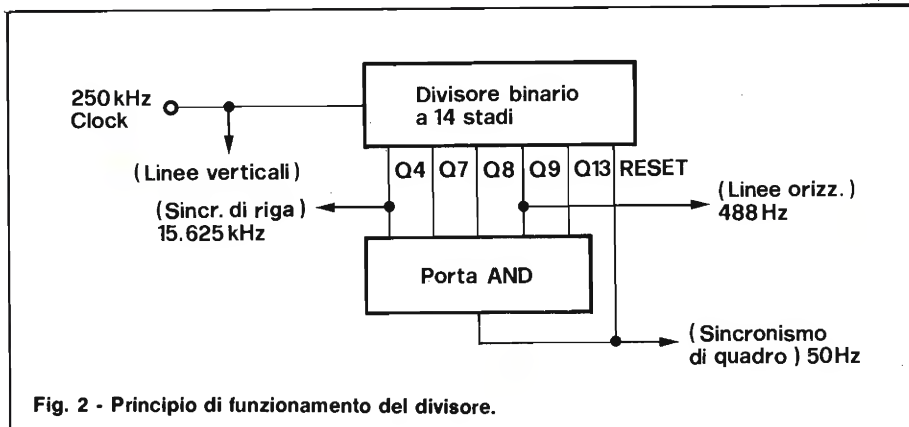 250 kHz
Clock
Divisore binario
a 14 stadi
(Linee verticali)
Q4 Q7 Q8 Q9 Q13 RESET
(Sincr. di riga)
15.625 kHz
(Linee orizz.)
488 Hz
Porta AND
(Sincronismo
di quadro) 50Hz
Fig. 2 - Principio di funzionamento del divisore.